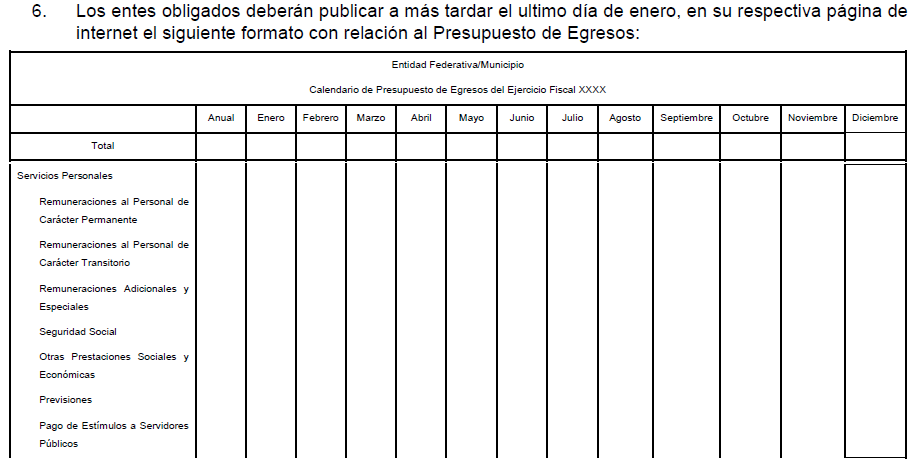 6. Los entes obligados deberán publicar a más tardar el ultimo día de enero, en su respectiva página de
internet el siguiente formato con relación al Presupuesto de Egresos:
Entidad Federativa/Municipio
Calendario de Presupuesto de Egresos del Ejercicio Fiscal XXXX
Anual Enero Febrero Marzo Abril Mayo Junio Julio Agosto Septiembre Octubre Noviembre Diciembre
Total
Servicios Personales
Remuneraciones al Personal de
Carácter Permanente
Remuneraciones al Personal de
Carácter Transitorio
Remuneraciones Adicionales y
Especiales
Seguridad Social
Otras Prestaciones Sociales y
Económicas
Previsiones
Pago de Estímulos a Servidores
Públicos